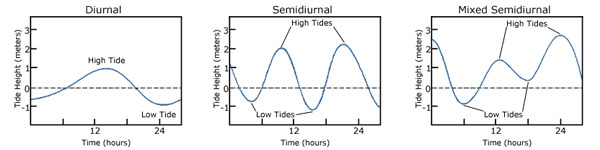 Diurnal
Tide Height (meters)
3
2
1
0
-1
High Tide
Low Tide
12
24
Time (hours)
Semidiurnal
Tide Height (meters)
3
2
1
0
-1
High Tides
Low Tides
12
24
Time (hours)
Mixed Semidiurnal
Tide Height (meters)
3
2
1
0
-1
High Tides
Low Tides
12
24
Time (hours)